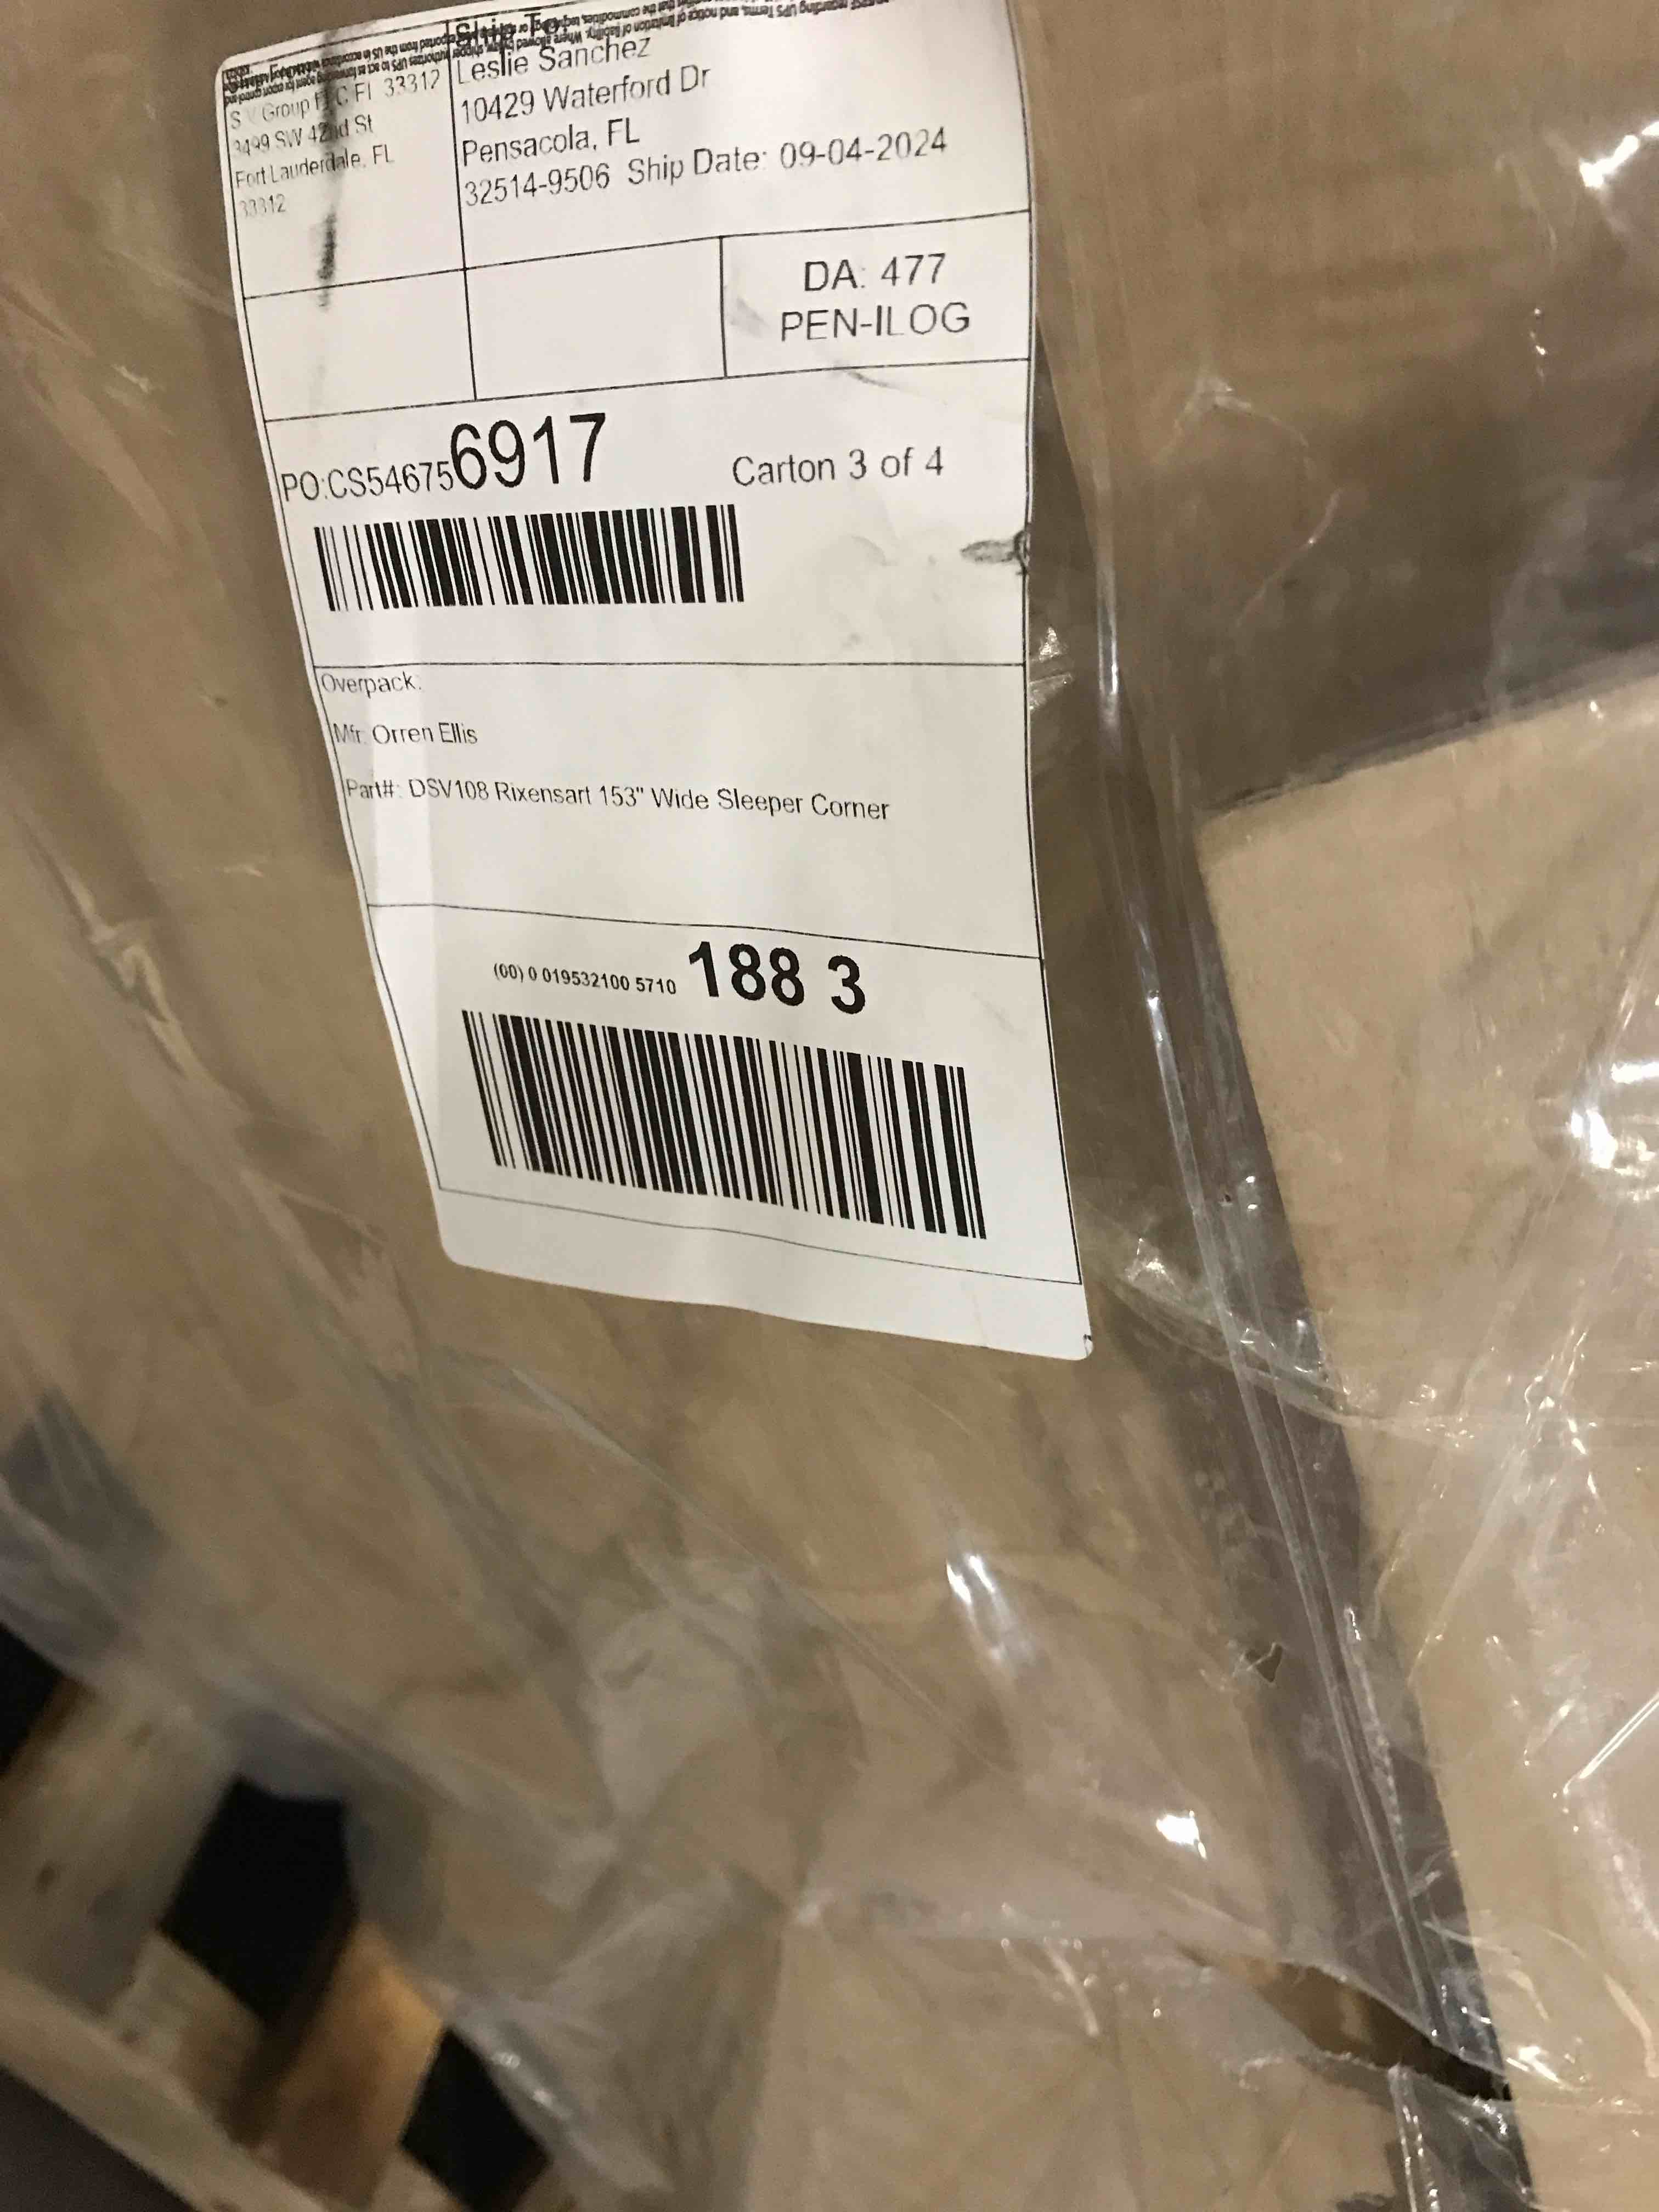 Ship To:
Leslie Sanchez
10429 Waterford Dr
Pensacola, FL
32514-9506 Ship Date: 09-04-2024
Group FI 33312
3499 SW 42nd St
Fort Lauderdale, FL
33312
DA: 477
PEN-ILOG
PO:CS546756917
Carton 3 of 4
Overpack:
Mfr: Orren Ellis
Part#: DSV108 Rixensart 153" Wide Sleeper Corner
(00) 0 019532100 5710 188 3